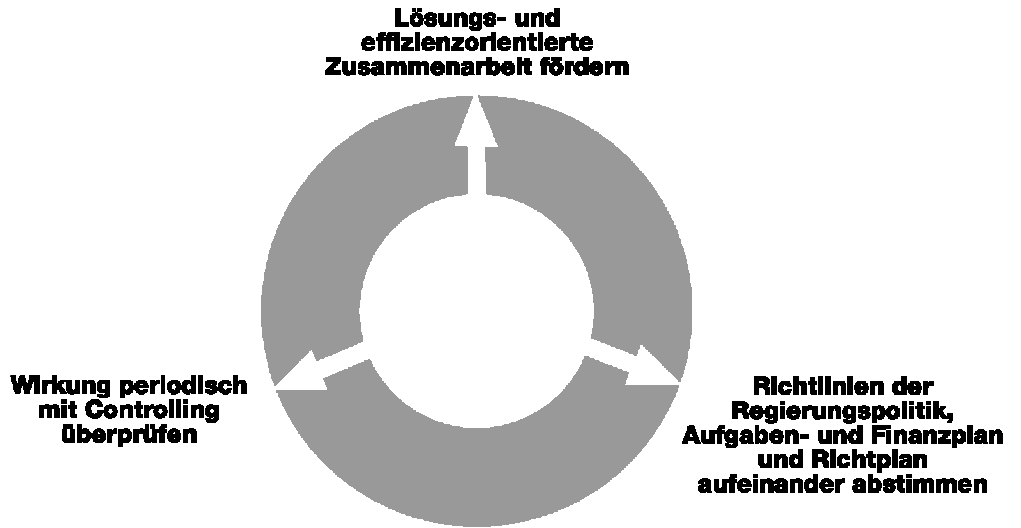 Lösungs- und
effizienzorientierte
Zusammenarbeit fördern
Wirkung periodisch
mit Controlling
überprüfen
Richtlinien der
Regierungspolitik,
Aufgaben- und Finanzplan
und Richtplan
aufeinander abstimmen